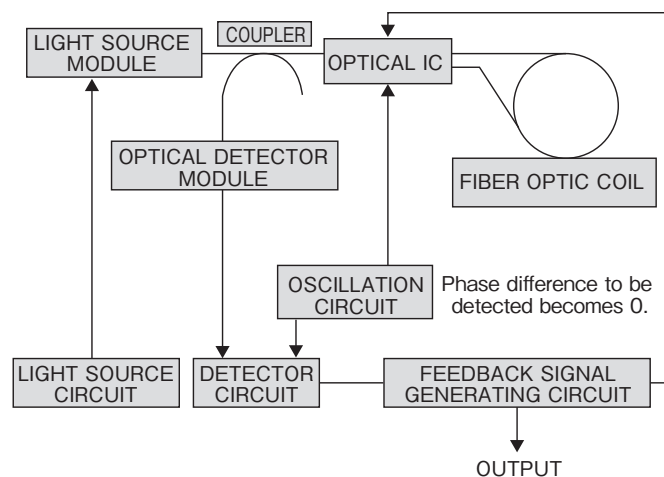 LIGHT SOURCE
MODULE
COUPLER
OPTICAL IC
OPTICAL DETECTOR
MODULE
FIBER OPTIC COIL
OSCILLATION
CIRCUIT
Phase difference to be
detected becomes 0.
LIGHT SOURCE
CIRCUIT
DETECTOR
CIRCUIT
FEEDBACK SIGNAL
GENERATING CIRCUIT
OUTPUT